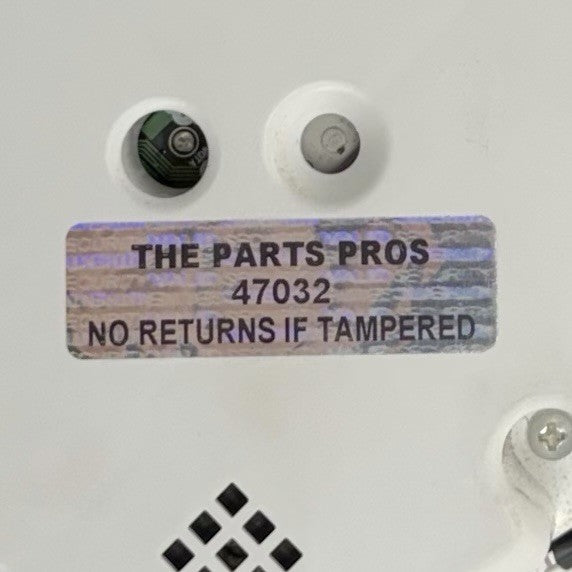 THE PARTS PROS
47032
NO RETURNS IF TAMPERED